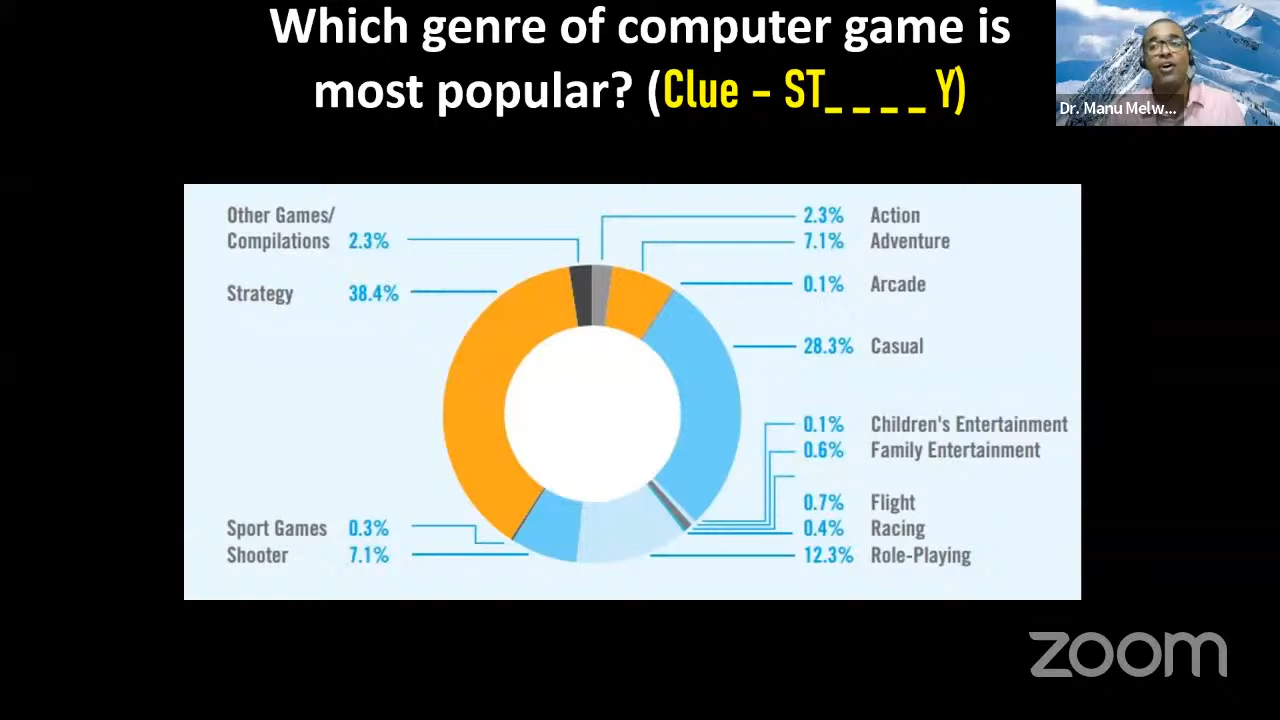 Which genre of computer game is
most popular? (Clue – ST_ _ _ _ Y)
Dr. Manu Melw...
Other Games/
Compilations 2.3%
Strategy 38.4%
Sport Games 0.3%
Shooter 7.1%
2.3% Action
7.1% Adventure
0.1% Arcade
28.3% Casual
0.1% Children's Entertainment
0.6% Family Entertainment
0.7% Flight
0.4% Racing
12.3% Role-Playing
zoom